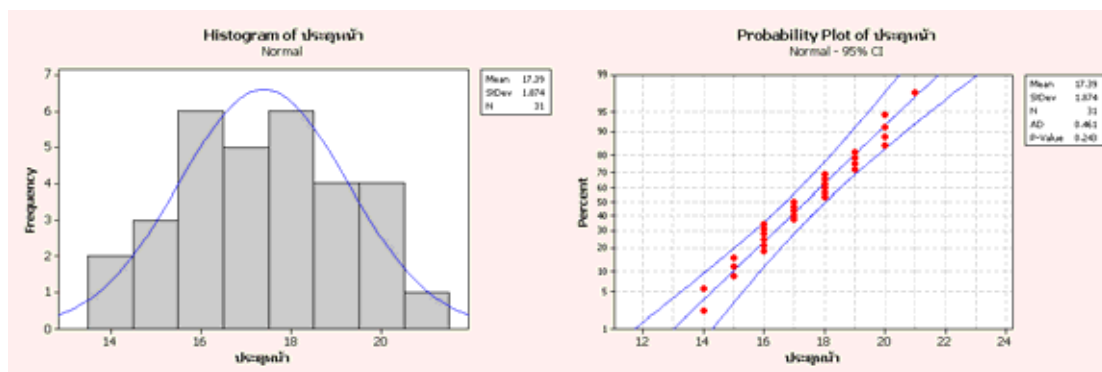 Histogram of ประตูหน้า
Normal
Mean 17.39
StDev 1.874
N 31
Frequency
7
6
5
4
3
2
1
0
14 16 18 20
ประตูหน้า
Probability Plot of ประตูหน้า
Normal - 95% CI
Mean 17.39
StDev 1.874
N 31
AD 0.461
P-Value 0.243
Percent
99
95
90
80
70
60
50
40
30
20
10
5
1
12 14 16 18 20 22 24
ประตูหน้า